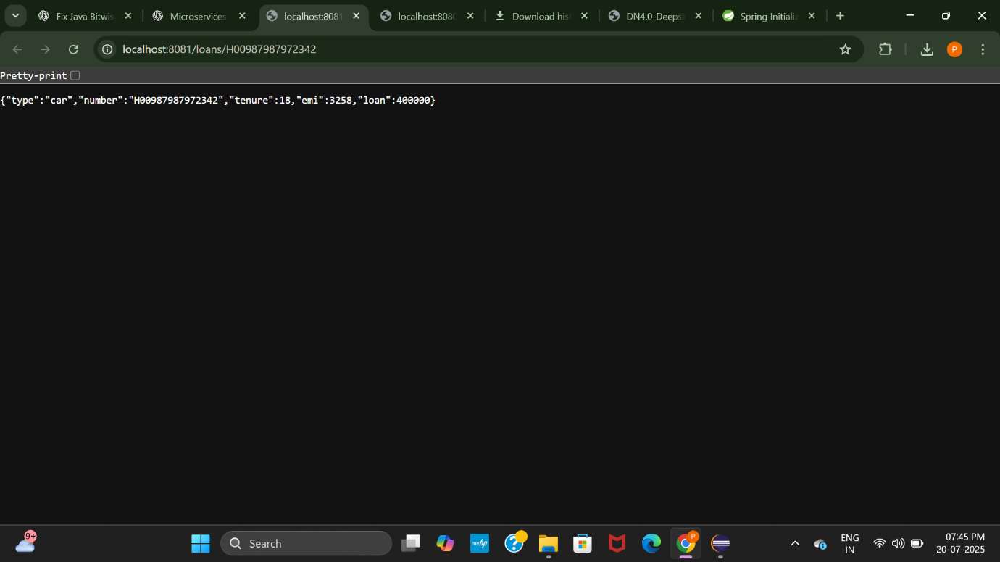 Fix Java Bitwis
Microservices
localhost:8081
localhost:8080
Download his
DN4.0-Deepsk
Spring Initializ
localhost:8081/loans/H00987987972342
P
Pretty-print
{"type":"car","number":"H00987987972342","tenure":18,"emi":3258,"loan":400000}
9+
Search
myhp
P
ENG
IN
07:45 PM
20-07-2025